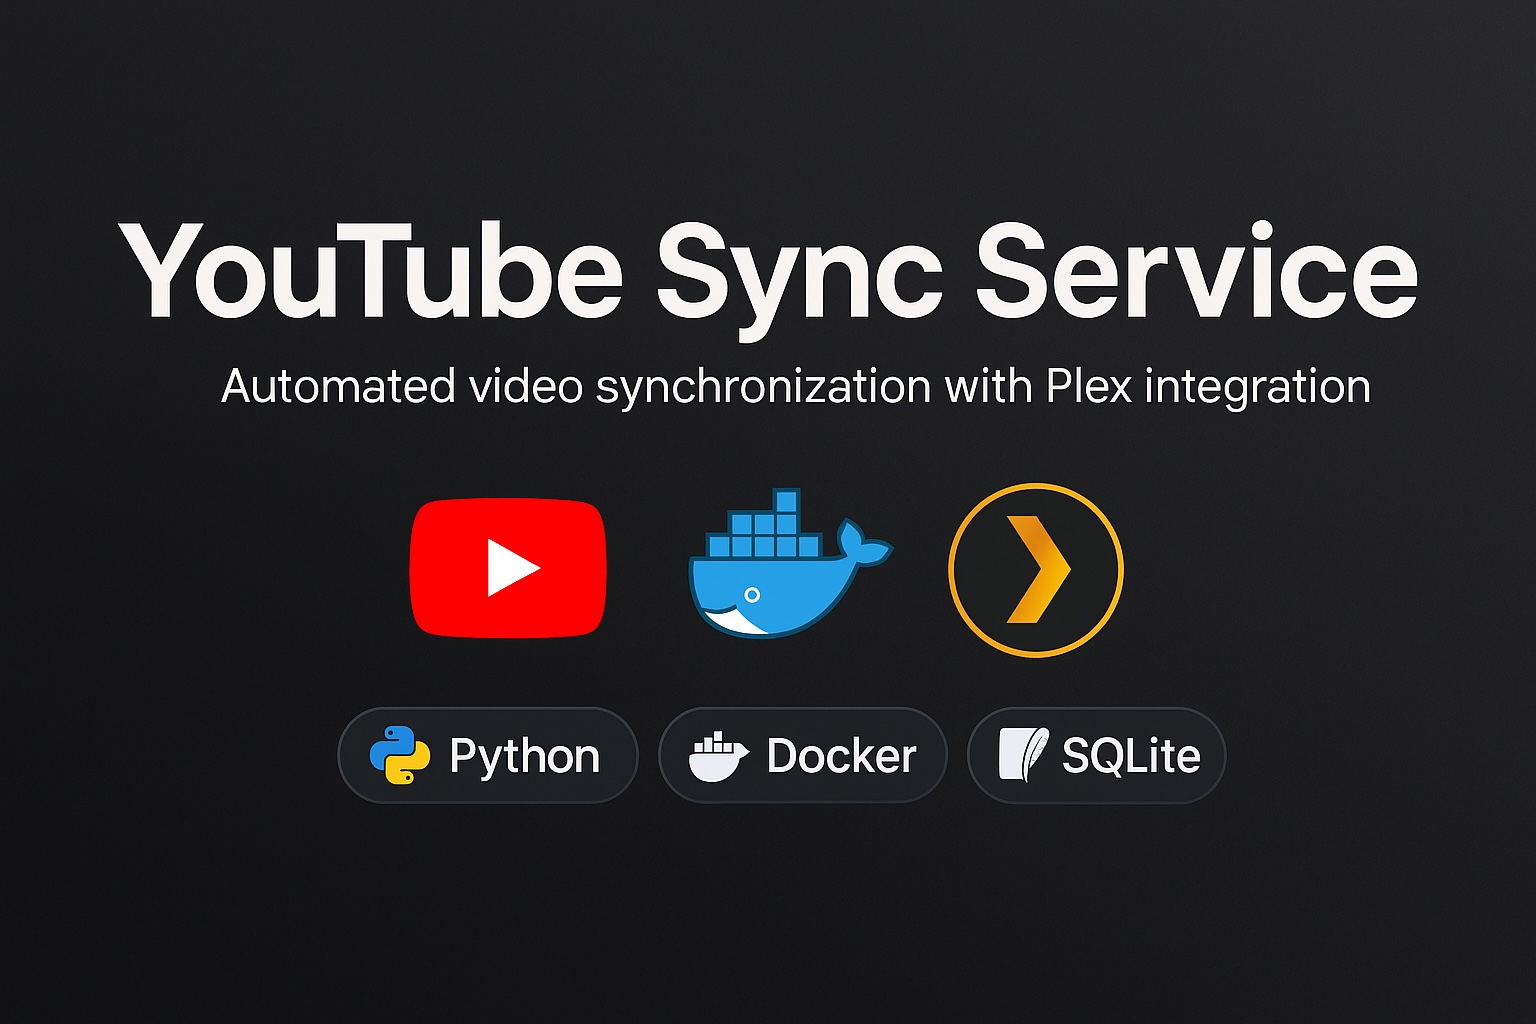 YouTube Sync Service
Automated video synchronization with Plex integration
Python
Docker
SQLite